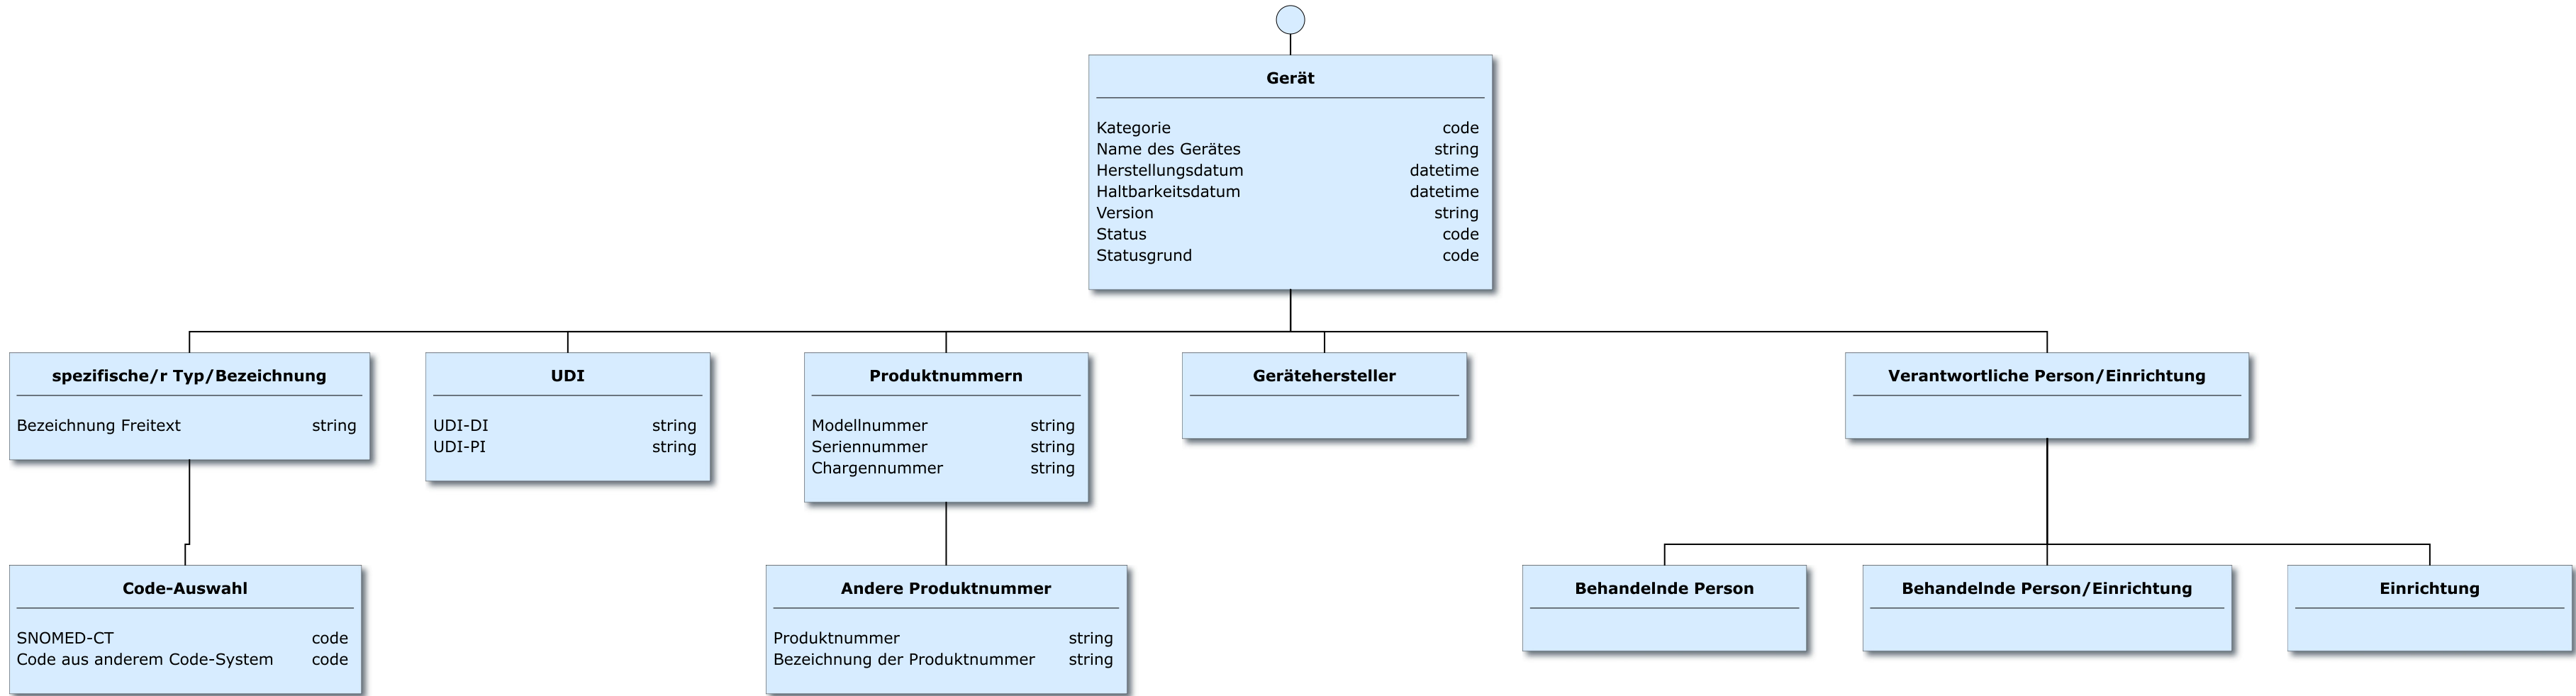 Gerät
Kategorie code
Name des Gerätes string
Herstellungsdatum datetime
Haltbarkeitsdatum datetime
Version string
Status code
Statusgrund code
spezifische/r Typ/Bezeichnung
Bezeichnung Freitext string
UDI
UDI-DI string
UDI-PI string
Produktnummern
Modellnummer string
Seriennummer string
Chargennummer string
Gerätehersteller
Verantwortliche Person/Einrichtung
Code-Auswahl
SNOMED-CT code
Code aus anderem Code-System code
Andere Produktnummer
Produktnummer string
Bezeichnung der Produktnummer string
Behandelnde Person
Behandelnde Person/Einrichtung
Einrichtung